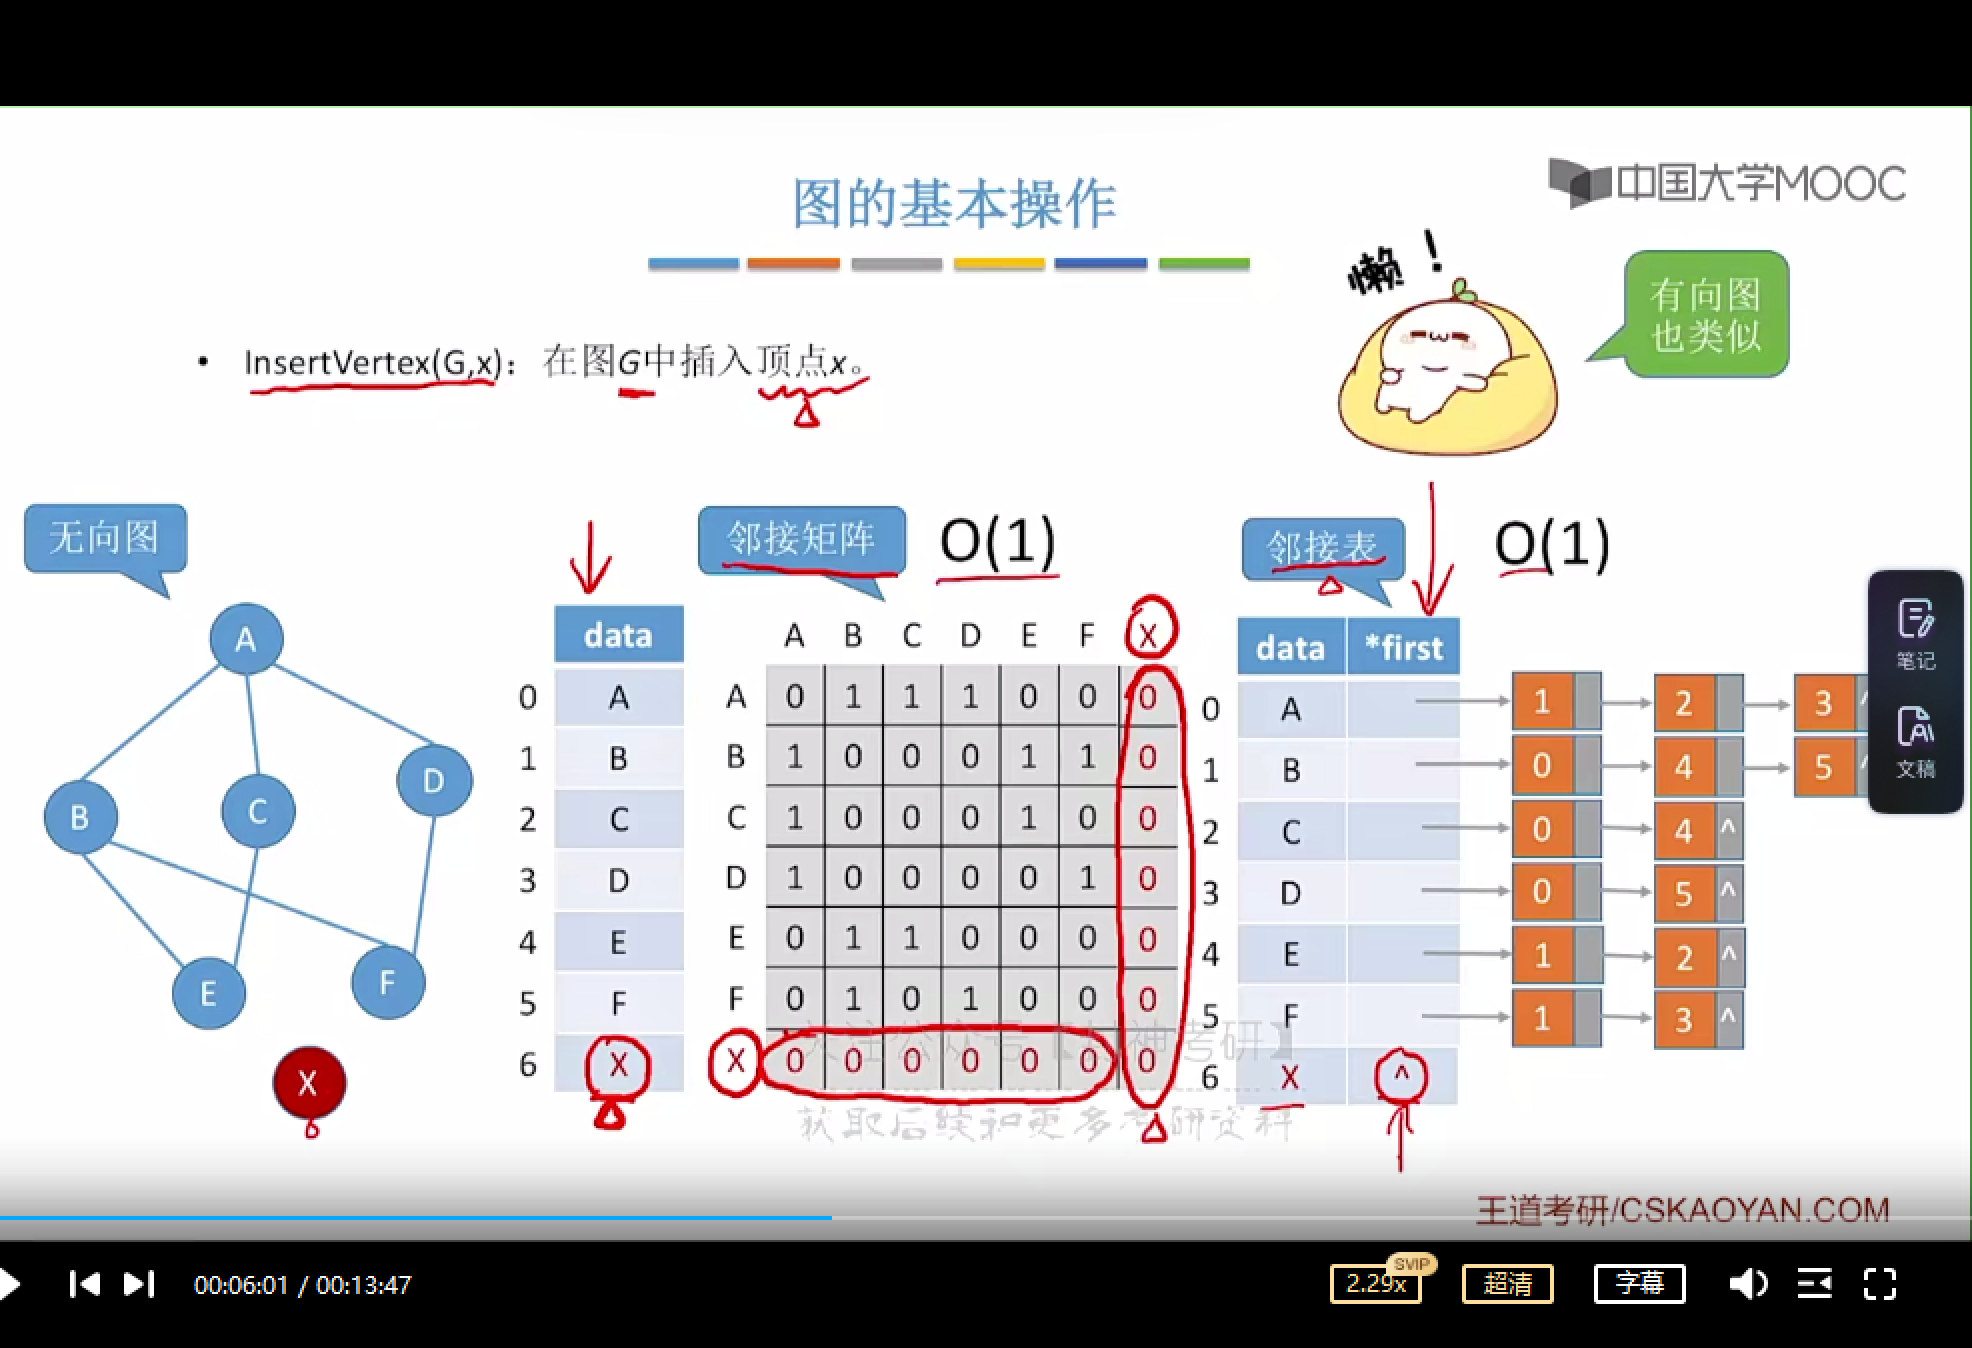 图的基本操作
中国大学MOOC
懒！
有向图
也类似
• InsertVertex(G,x)：在图G中插入顶点x。
无向图
邻接矩阵
O(1)
邻接表
O(1)
A
B
C
D
E
F
X
data
0 A
1 B
2 C
3 D
4 E
5 F
6 X
A B C D E F X
A 0 1 1 1 0 0 0
B 1 0 0 0 1 1 0
C 1 0 0 0 1 0 0
D 1 0 0 0 0 1 0
E 0 1 1 0 0 0 0
F 0 1 0 1 0 0 0
X 0 0 0 0 0 0 0
data *first
0 A 1 2 3 ^
1 B 0 4 5 ^
2 C 0 4 ^
3 D 0 5 ^
4 E 1 2 ^
5 F 1 3 ^
6 X ^
笔记
文稿
神考研】
获取后续和更多考研资料
王道考研/CSKAOYAN.COM
00:06:01 / 00:13:47
SVIP
2.29x
超清
字幕